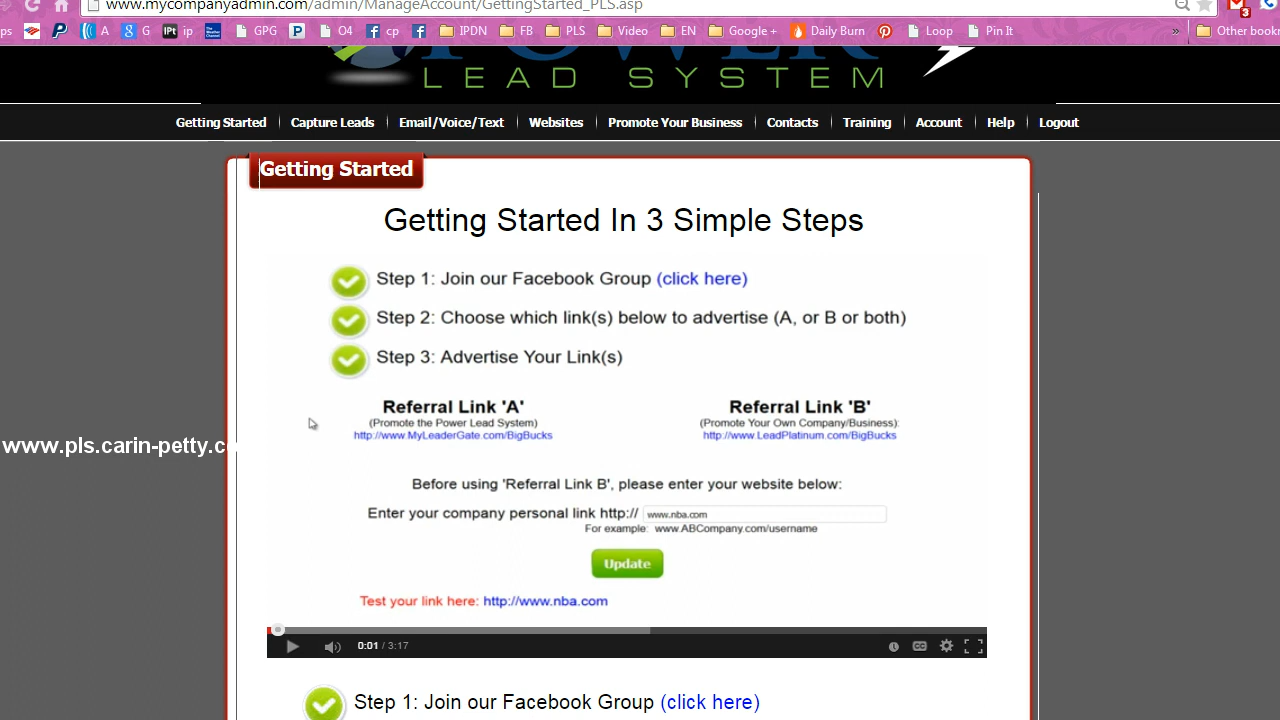 www.mycompanyadmin.com/admin/ManageAccount/GettingStarted_PLS.asp
3
ps A G IPt ip GPG P O4 cp IPDN FB PLS Video EN Google + Daily Burn Loop Pin It » Other book
POWER
LEAD SYSTEM
Getting Started Capture Leads Email/Voice/Text Websites Promote Your Business Contacts Training Account Help Logout
Getting Started
Getting Started In 3 Simple Steps
Step 1: Join our Facebook Group (click here)
Step 2: Choose which link(s) below to advertise (A, or B or both)
Step 3: Advertise Your Link(s)
Referral Link 'A' Referral Link 'B'
(Promote the Power Lead System) (Promote Your Own Company/Business):
http://www.MyLeaderGate.com/BigBucks http://www.LeadPlatinum.com/BigBucks
www.pls.carin-petty.c
Before using 'Referral Link B', please enter your website below:
Enter your company personal link http:// www.nba.com
For example: www.ABCompany.com/username
Update
Test your link here: http://www.nba.com
0:01 / 3:17 CC
Step 1: Join our Facebook Group (click here)